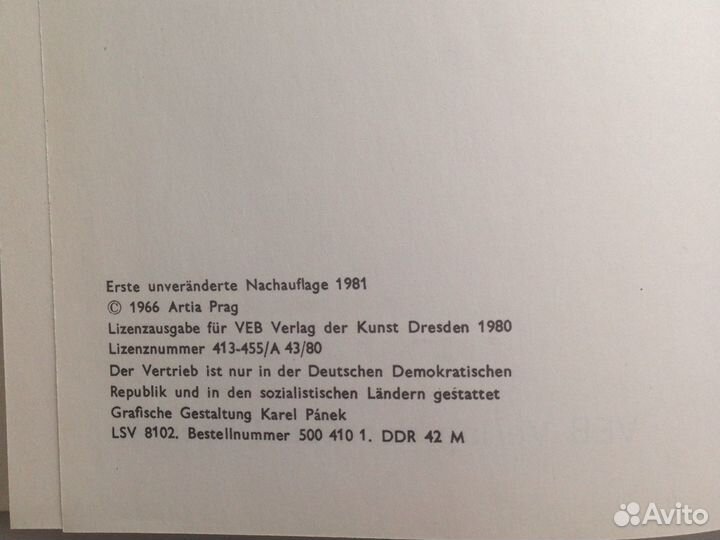 Erste unveränderte Nachauflage 1981
© 1966 Artia Prag
Lizenzausgabe für VEB Verlag der Kunst Dresden 1980
Lizenznummer 413-455/A 43/80
Der Vertrieb ist nur in der Deutschen Demokratischen
Republik und in den sozialistischen Ländern gestattet
Grafische Gestaltung Karel Pánek
LSV 8102. Bestellnummer 500 410 1. DDR 42 M
Avito